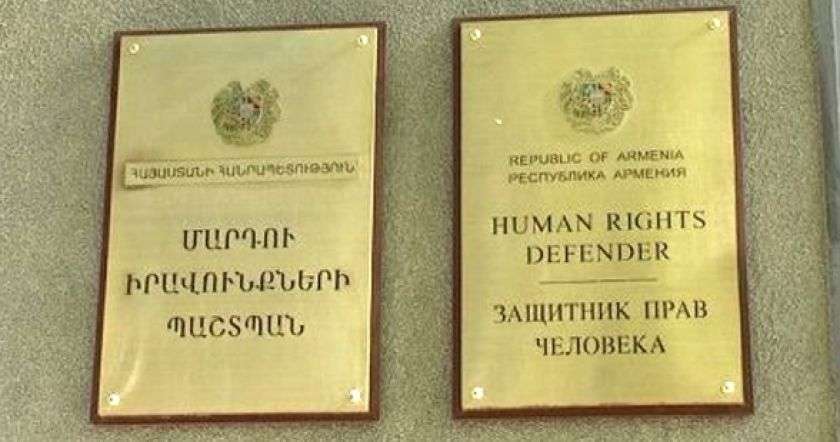 ՀԱՅԱՍՏԱՆԻ ՀԱՆՐԱՊԵՏՈՒԹՅՈՒՆ
ՄԱՐԴՈՒ
ԻՐԱՎՈՒՆՔՆԵՐԻ
ՊԱՇՏՊԱՆ
REPUBLIC OF ARMENIA
РЕСПУБЛИКА АРМЕНИЯ
HUMAN RIGHTS
DEFENDER
ЗАЩИТНИК ПРАВ
ЧЕЛОВЕКА